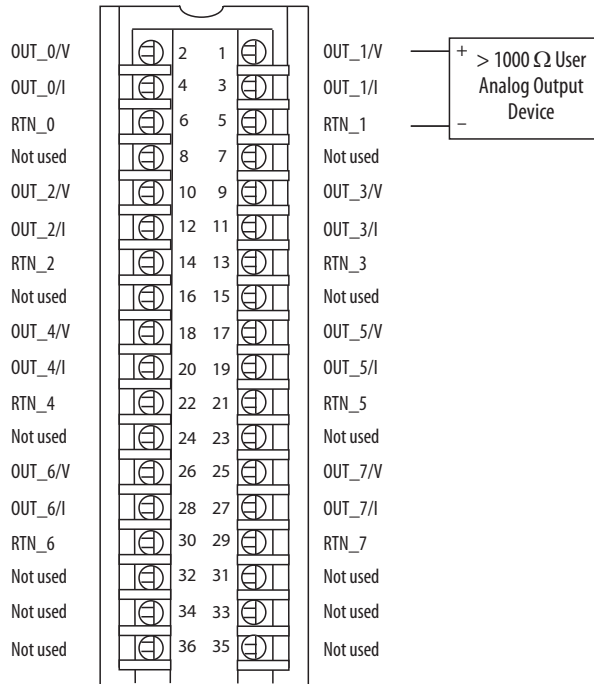 OUT_0/V 2 1 OUT_1/V + > 1000 Ω User
OUT_0/I 4 3 OUT_1/I Analog Output
RTN_0 6 5 RTN_1 – Device
Not used 8 7 Not used
OUT_2/V 10 9 OUT_3/V
OUT_2/I 12 11 OUT_3/I
RTN_2 14 13 RTN_3
Not used 16 15 Not used
OUT_4/V 18 17 OUT_5/V
OUT_4/I 20 19 OUT_5/I
RTN_4 22 21 RTN_5
Not used 24 23 Not used
OUT_6/V 26 25 OUT_7/V
OUT_6/I 28 27 OUT_7/I
RTN_6 30 29 RTN_7
Not used 32 31 Not used
Not used 34 33 Not used
Not used 36 35 Not used